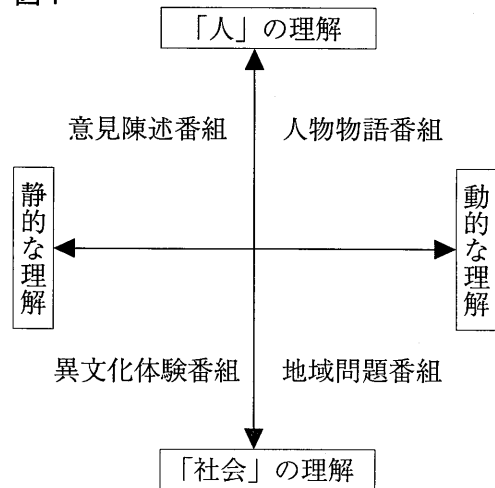 「人」の理解
意見陳述番組
人物物語番組
静的な理解
動的な理解
異文化体験番組
地域問題番組
「社会」の理解